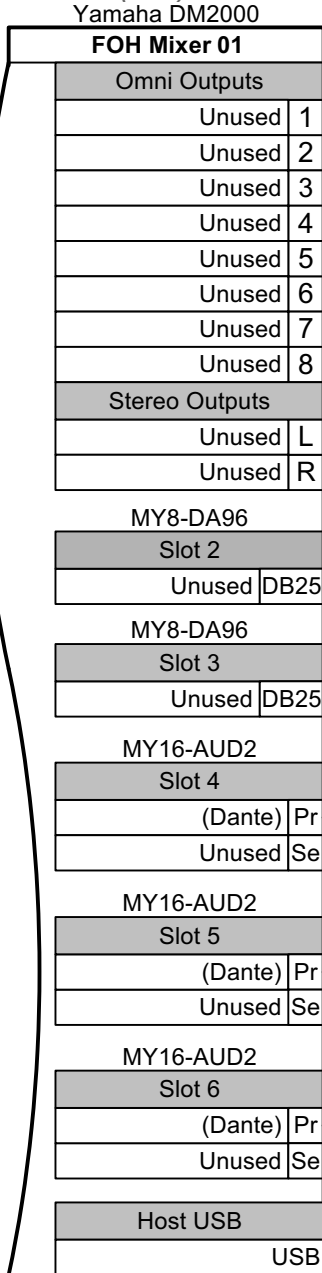 Yamaha DM2000
FOH Mixer 01
Omni Outputs
Unused 1
Unused 2
Unused 3
Unused 4
Unused 5
Unused 6
Unused 7
Unused 8
Stereo Outputs
Unused L
Unused R
MY8-DA96
Slot 2
Unused DB25
MY8-DA96
Slot 3
Unused DB25
MY16-AUD2
Slot 4
(Dante) Pr
Unused Se
MY16-AUD2
Slot 5
(Dante) Pr
Unused Se
MY16-AUD2
Slot 6
(Dante) Pr
Unused Se
Host USB
USB